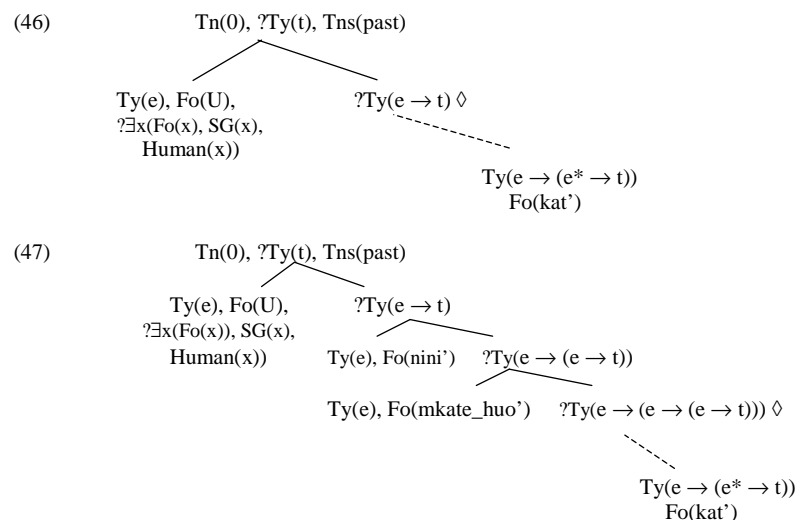 (46) Tn(0), ?Ty(t), Tns(past)
Ty(e), Fo(U), ?Ty(e → t) ◊
?∃x(Fo(x), SG(x),
Human(x))
Ty(e → (e* → t))
Fo(kat’)
(47) Tn(0), ?Ty(t), Tns(past)
Ty(e), Fo(U), ?Ty(e → t)
?∃x(Fo(x)), SG(x),
Human(x)) Ty(e), Fo(nini’) ?Ty(e → (e → t))
Ty(e), Fo(mkate_huo’) ?Ty(e → (e → (e → t))) ◊
Ty(e → (e* → t))
Fo(kat’)